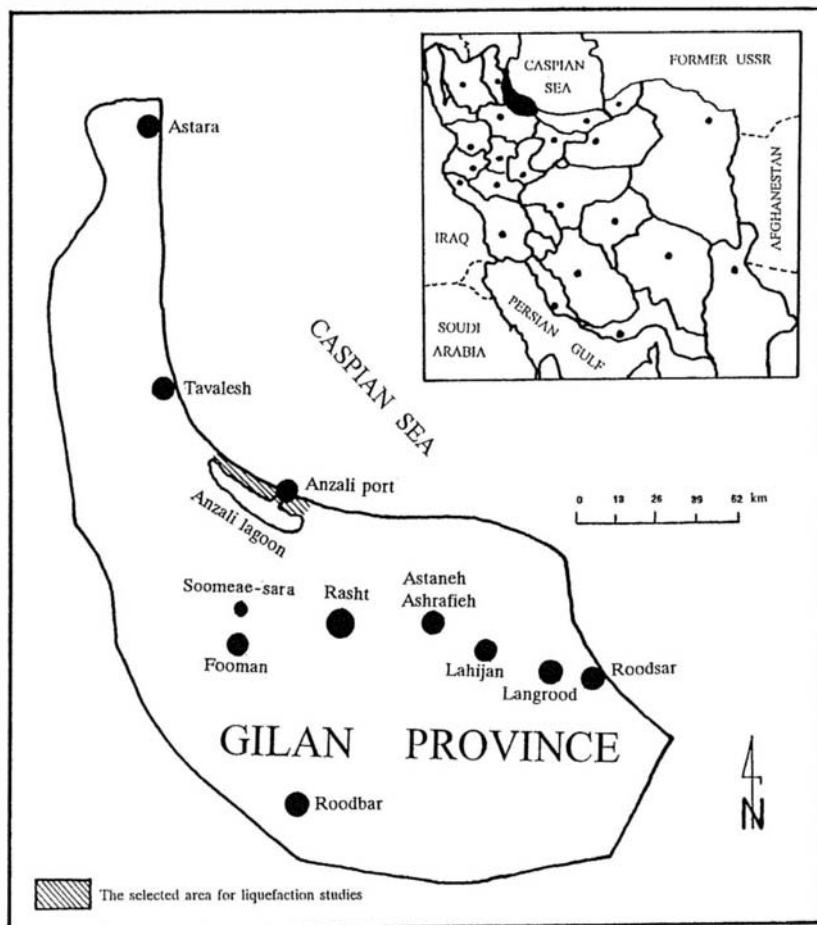 CASPIAN
SEA
FORMER USSR
AFGHANESTAN
IRAQ
SOUDI
ARABIA
PERSIAN
GULF
Astara
CASPIAN SEA
Tavalesh
Anzali port
Anzali lagoon
0 13 26 39 52 km
Soomeae-sara
Rasht
Astaneh
Ashrafieh
Fooman
Lahijan
Langrood
Roodsar
GILAN PROVINCE
Roodbar
N
The selected area for liquefaction studies